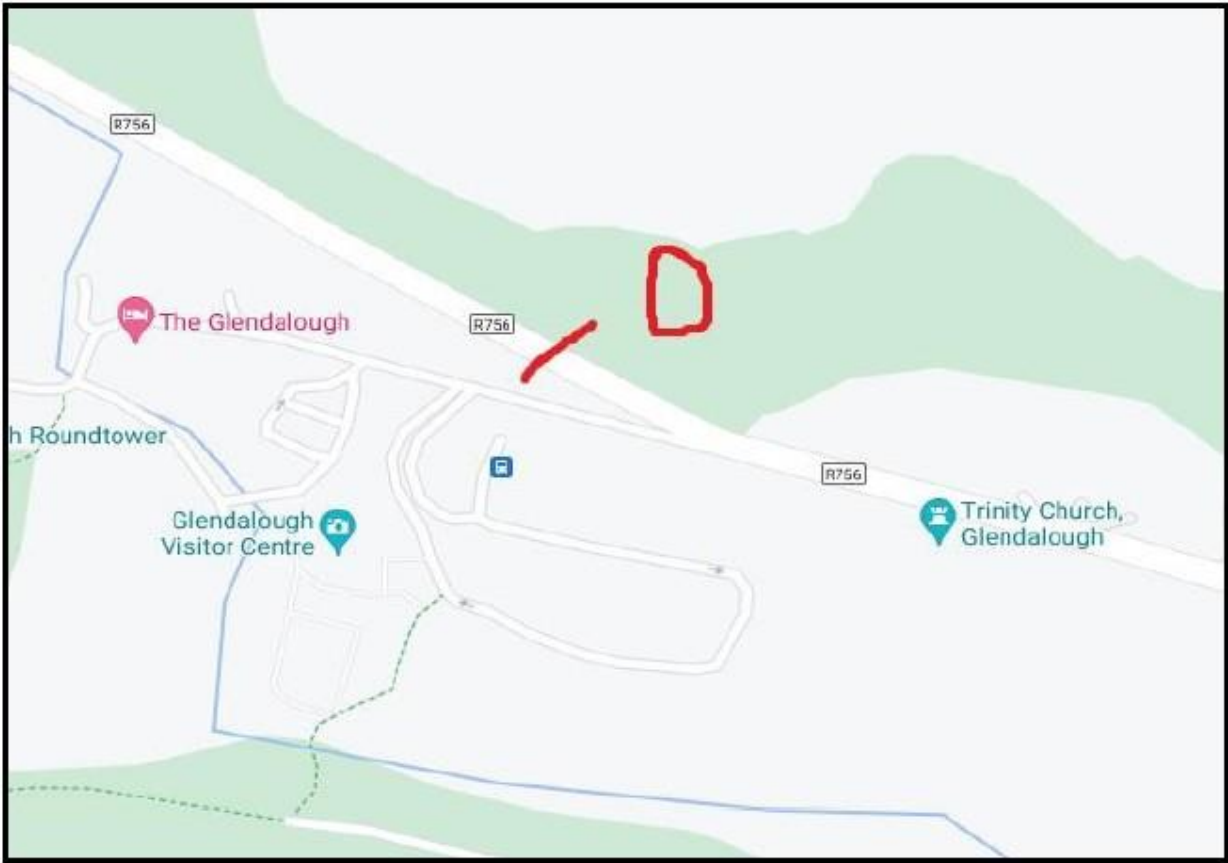 R756
The Glendalough
R756
h Roundtower
R756
Glendalough
Visitor Centre
Trinity Church,
Glendalough